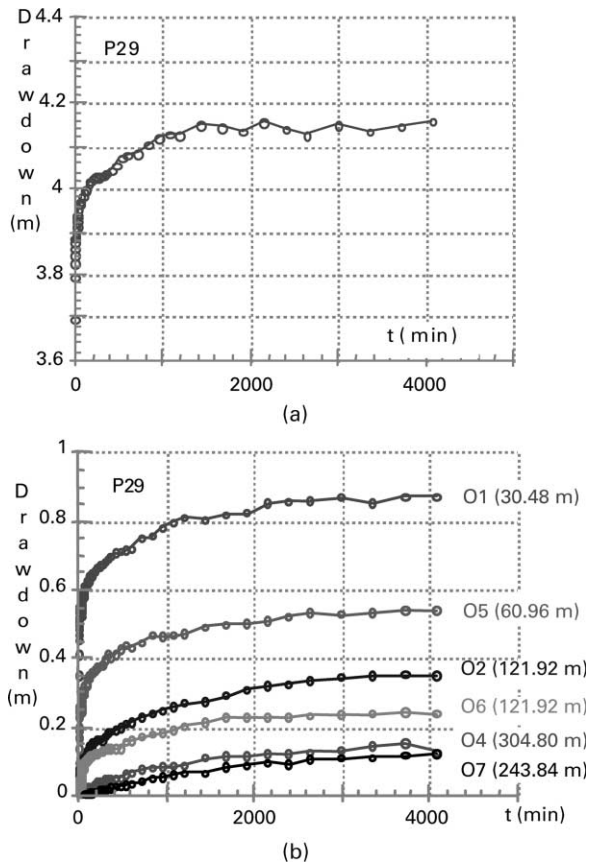 Drawdown (m)
4.4
4.2
4
3.8
3.6
P29
t (min)
0 2000 4000
(a)
Drawdown (m)
1
0.8
0.6
0.4
0.2
0
P29
O1 (30.48 m)
O5 (60.96 m)
O2 (121.92 m)
O6 (121.92 m)
O4 (304.80 m)
O7 (243.84 m)
0 2000 4000 t (min)
(b)